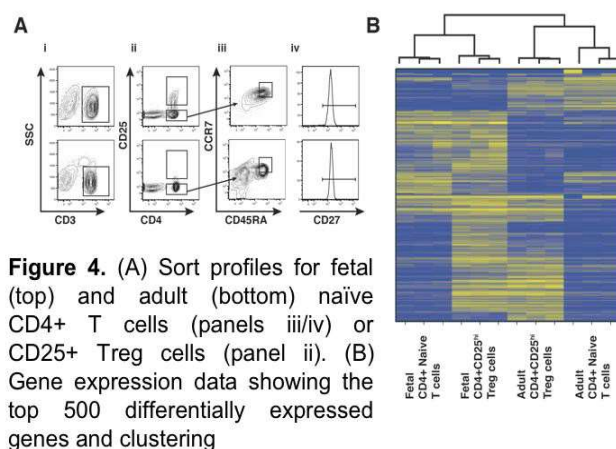 A
B
i
ii
iii
iv
SSC
CD25
CCR7
CD3
CD4
CD45RA
CD27
Figure 4. (A) Sort profiles for fetal
(top) and adult (bottom) naïve
CD4+ T cells (panels iii/iv) or
CD25+ Treg cells (panel ii). (B)
Gene expression data showing the
top 500 differentially expressed
genes and clustering
Fetal
CD4+ Naive
T cells
Fetal
CD4+CD25hi
Treg cells
Adult
CD4+CD25hi
Treg cells
Adult
CD4+ Naive
T cells